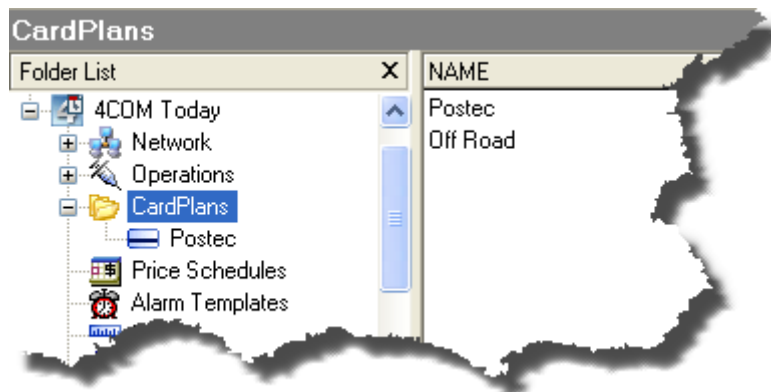 CardPlans
Folder List X NAME
4COM Today
Network
Operations
CardPlans
Postec
Price Schedules
Alarm Templates
Postec
Off Road